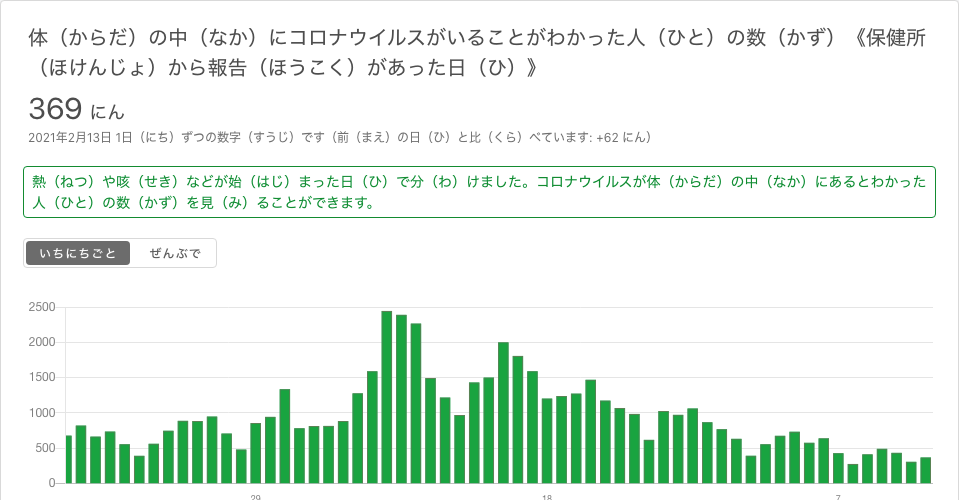 体（からだ）の中（なか）にコロナウイルスがいることがわかった人（ひと）の数（かず）《保健所
（ほけんじょ）から報告（ほうこく）があった日（ひ）》
369 にん
2021年2月13日 1日（にち）ずつの数字（すうじ）です（前（まえ）の日（ひ）と比（くら）べています: +62 にん）
熱（ねつ）や咳（せき）などが始（はじ）まった日（ひ）で分（わ）けました。コロナウイルスが体（からだ）の中（なか）にあるとわかった
人（ひと）の数（かず）を見（み）ることができます。
いちにちごと ぜんぶで
2500
2000
1500
1000
500
0
29 18 7